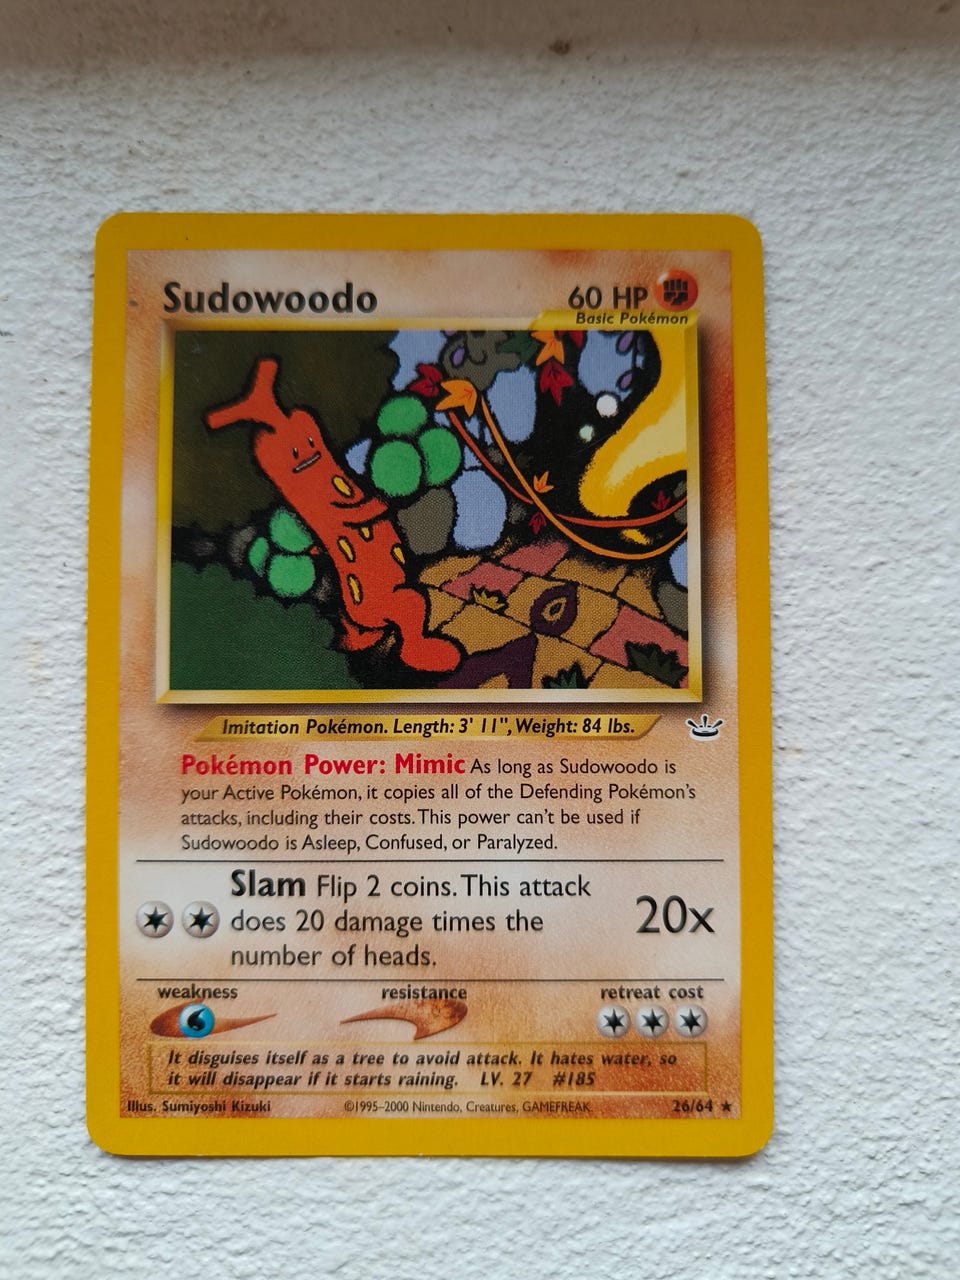 Sudowoodo 60 HP
Basic Pokémon
Imitation Pokémon. Length: 3' 11", Weight: 84 lbs.
Pokémon Power: Mimic As long as Sudowoodo is
your Active Pokémon, it copies all of the Defending Pokémon's
attacks, including their costs. This power can't be used if
Sudowoodo is Asleep, Confused, or Paralyzed.
Slam Flip 2 coins. This attack
does 20 damage times the
number of heads.
20x
weakness resistance retreat cost
It disguises itself as a tree to avoid attack. It hates water, so
it will disappear if it starts raining. LV. 27 #185
Illus. Sumiyoshi Kizuki ©1995–2000 Nintendo, Creatures, GAMEFREAK. 26/64 ★